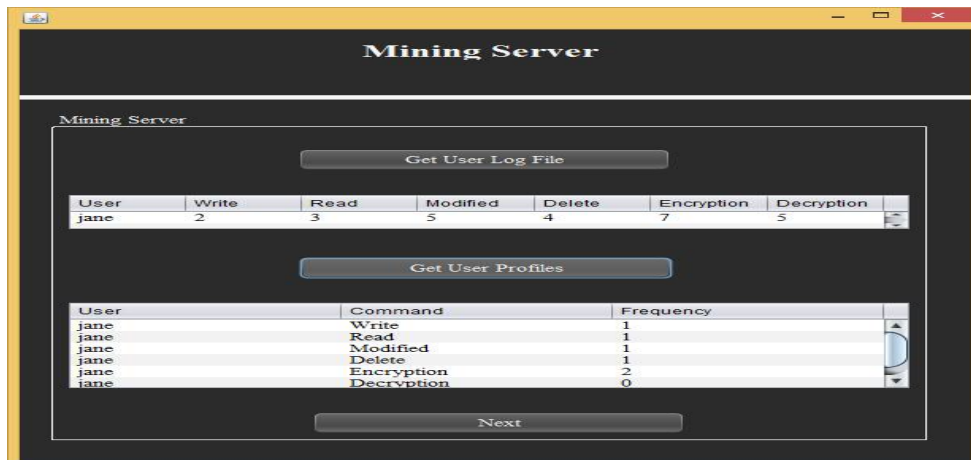 Mining Server
Mining Server
Get User Log File
User Write Read Modified Delete Encryption Decryption
jane 2 3 5 4 7 5
Get User Profiles
User Command Frequency
jane Write 1
jane Read 1
jane Modified 1
jane Delete 1
jane Encryption 2
jane Decryption 0
Next